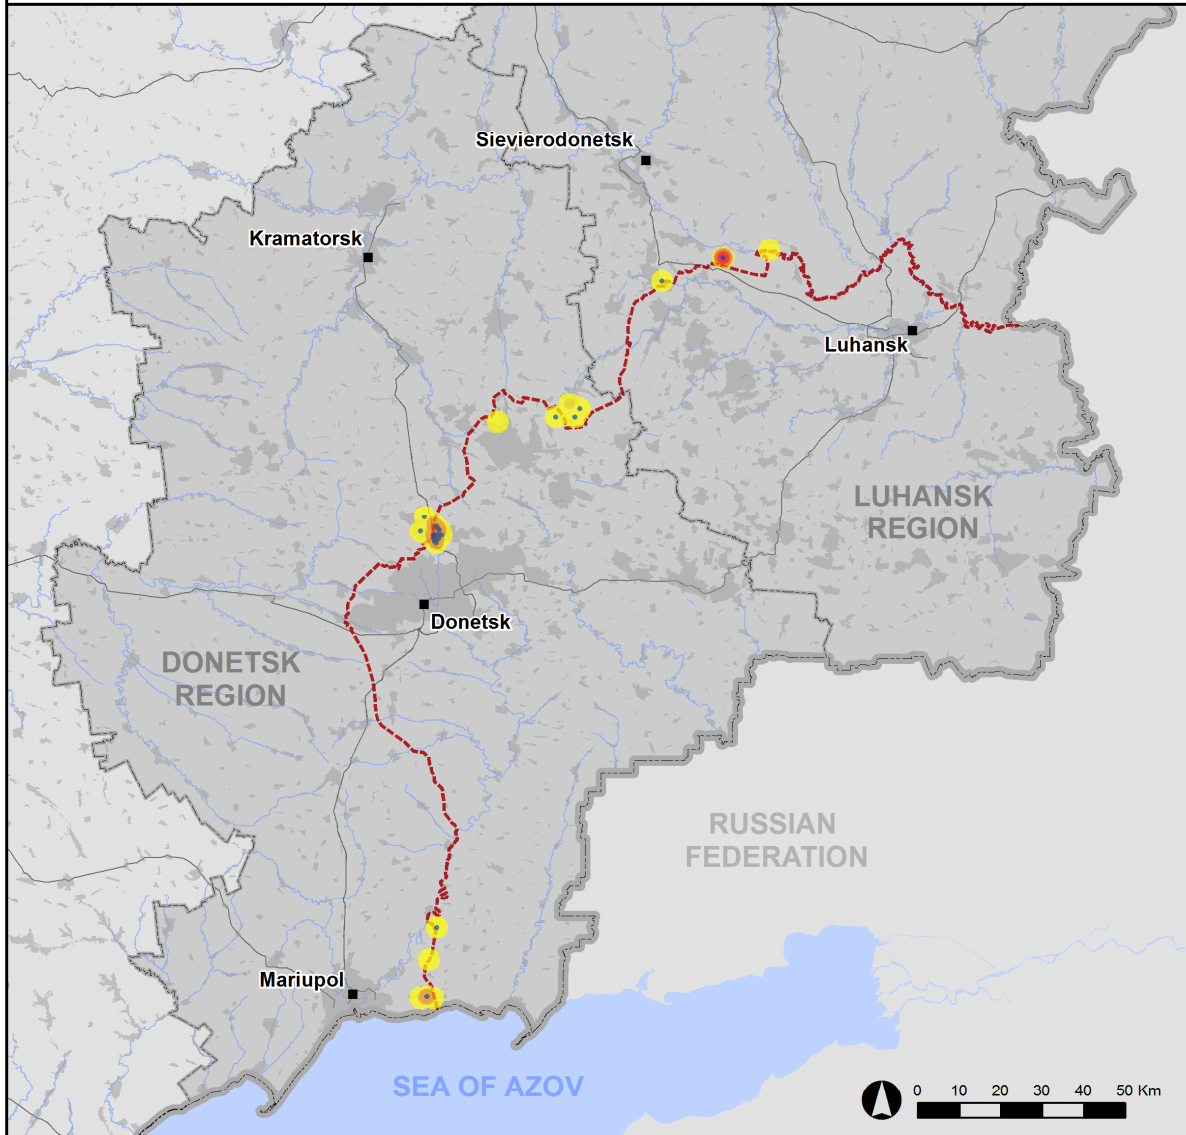 Sievierodonetsk
Kramatorsk
Luhansk
LUHANSK
REGION
Donetsk
DONETSK
REGION
RUSSIAN
FEDERATION
Mariupol
SEA OF AZOV
0 10 20 30 40 50 Km